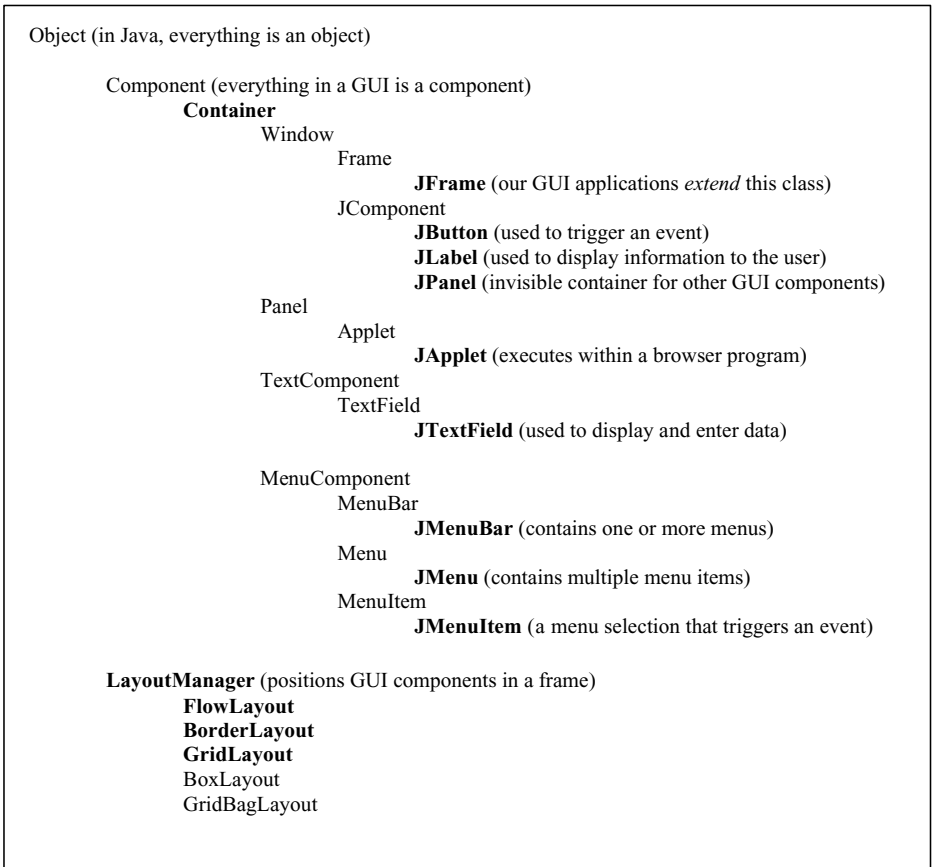 Object (in Java, everything is an object)
Component (everything in a GUI is a component)
Container
Window
Frame
JFrame (our GUI applications extend this class)
JComponent
JButton (used to trigger an event)
JLabel (used to display information to the user)
JPanel (invisible container for other GUI components)
Panel
Applet
JApplet (executes within a browser program)
TextComponent
TextField
JTextField (used to display and enter data)
MenuComponent
MenuBar
JMenuBar (contains one or more menus)
Menu
JMenu (contains multiple menu items)
MenuItem
JMenuItem (a menu selection that triggers an event)
LayoutManager (positions GUI components in a frame)
FlowLayout
BorderLayout
GridLayout
BoxLayout
GridBagLayout